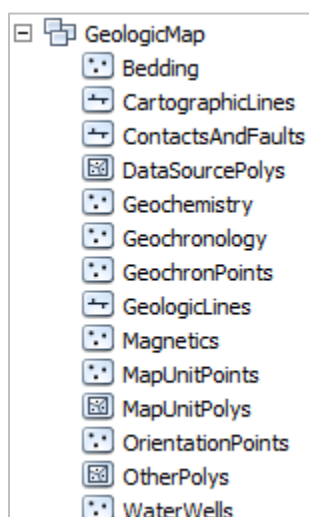 GeologicMap
Bedding
CartographicLines
ContactsAndFaults
DataSourcePolys
Geochemistry
Geochronology
GeochronPoints
GeologicLines
Magnetics
MapUnitPoints
MapUnitPolys
OrientationPoints
OtherPolys
WaterWells